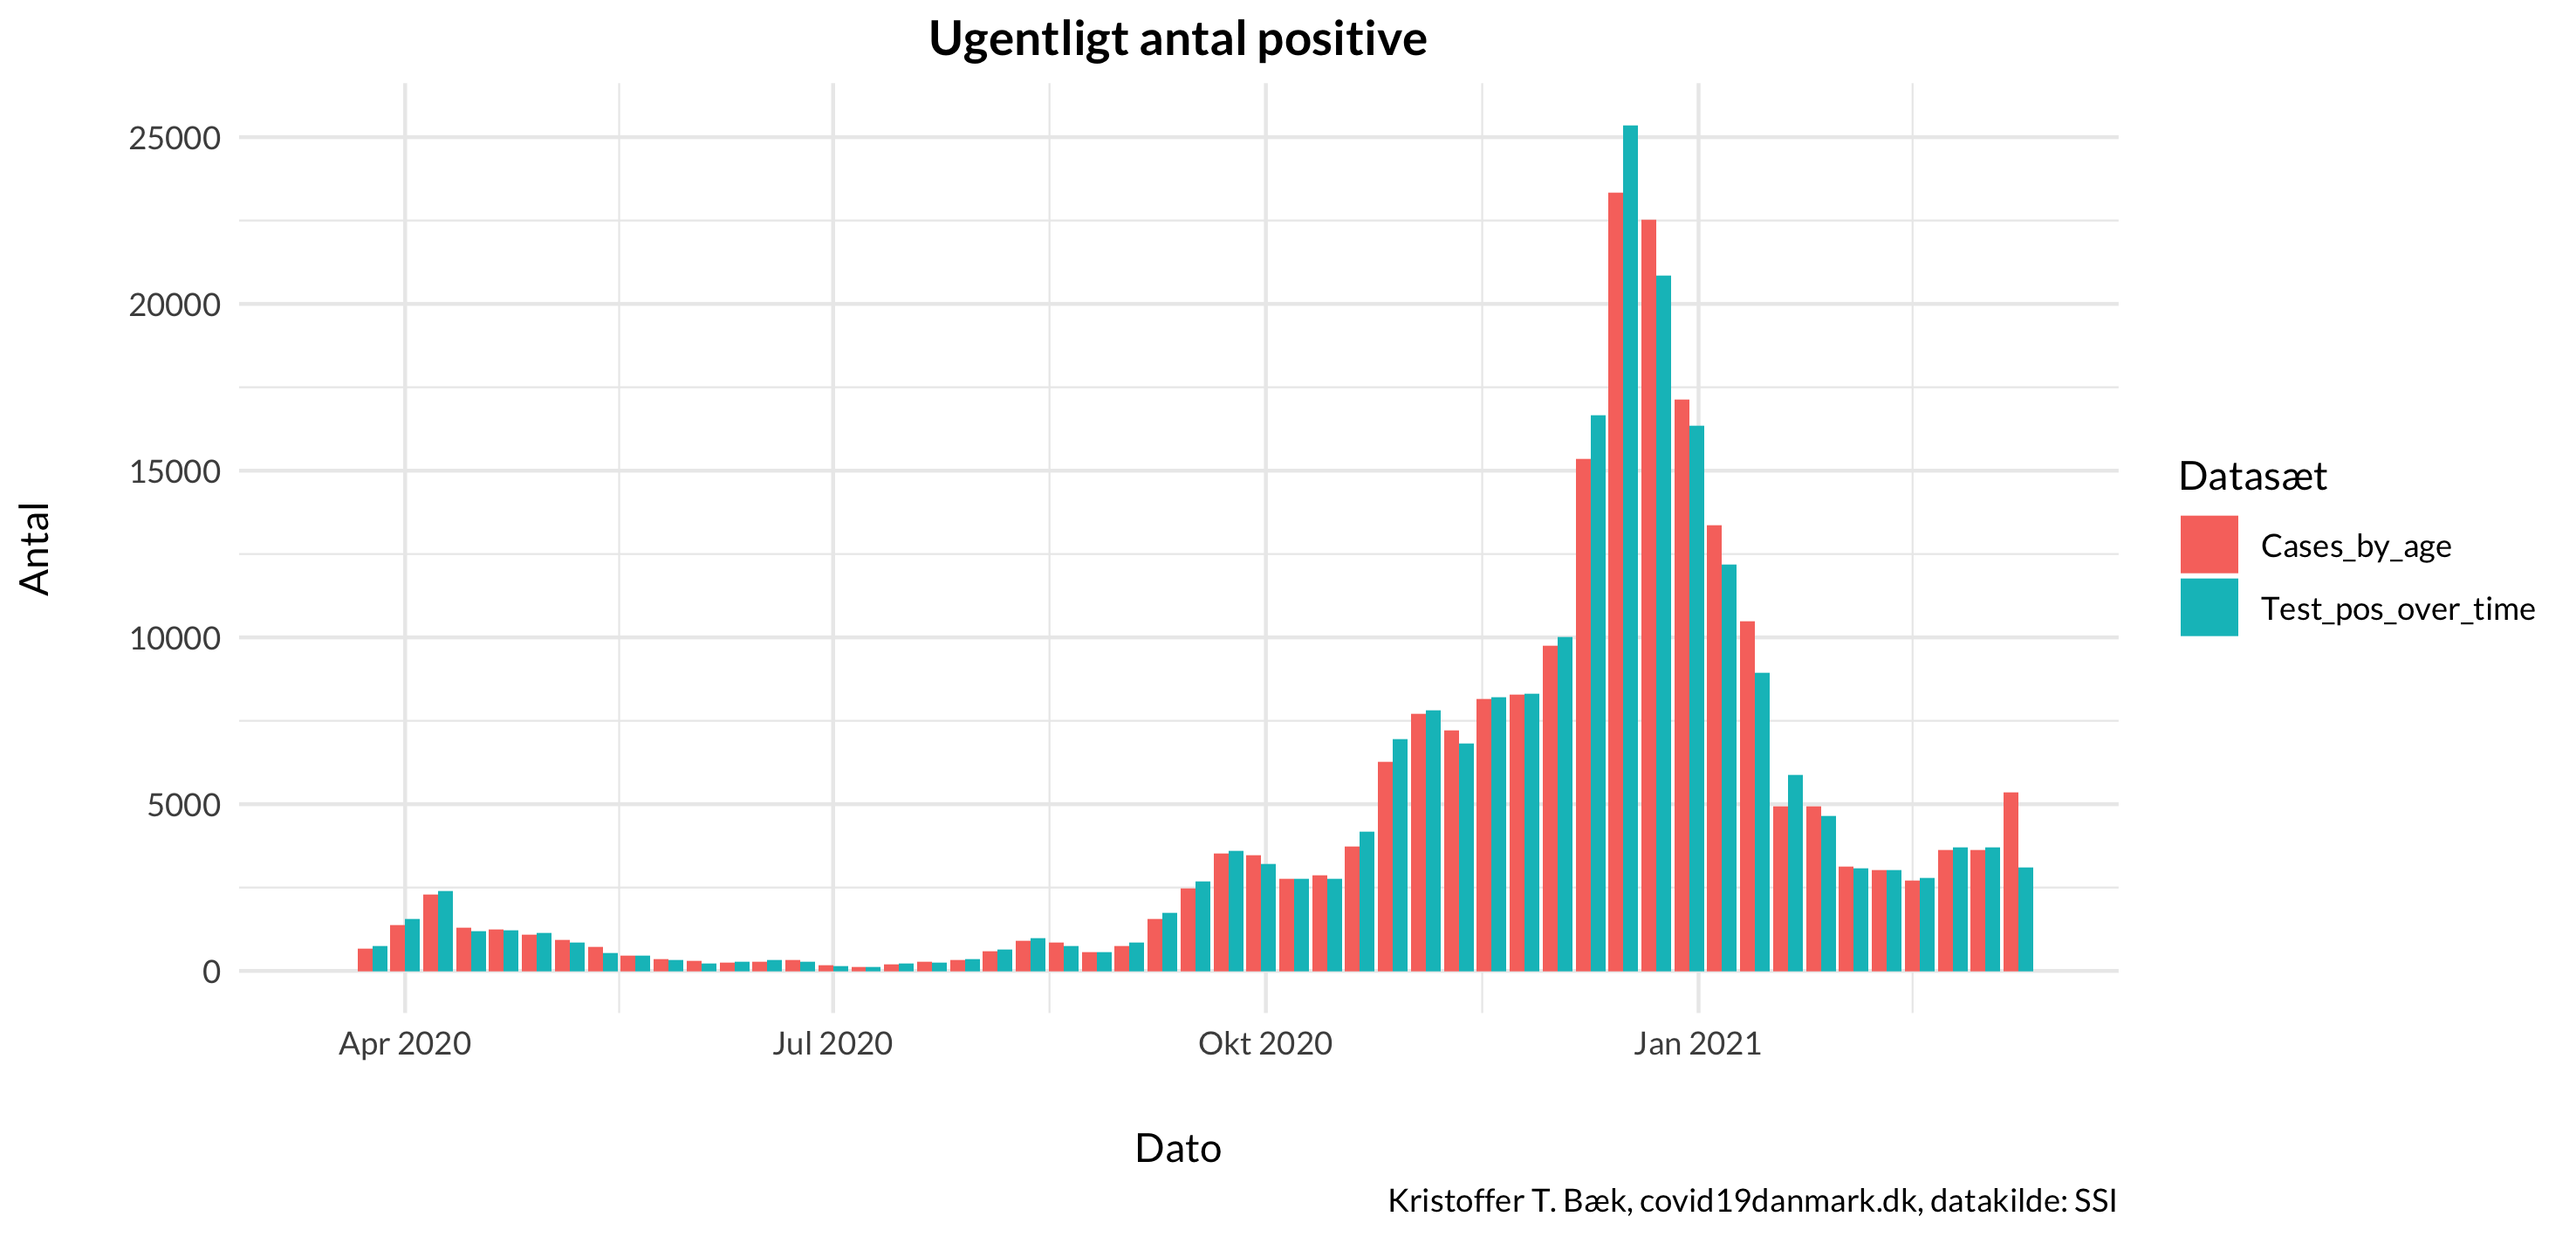 Ugentligt antal positive
25000
20000
15000
10000
5000
0
Antal
Apr 2020
Jul 2020
Okt 2020
Jan 2021
Dato
Datasæt
Cases_by_age
Test_pos_over_time
Kristoffer T. Bæk, covid19danmark.dk, datakilde: SSI